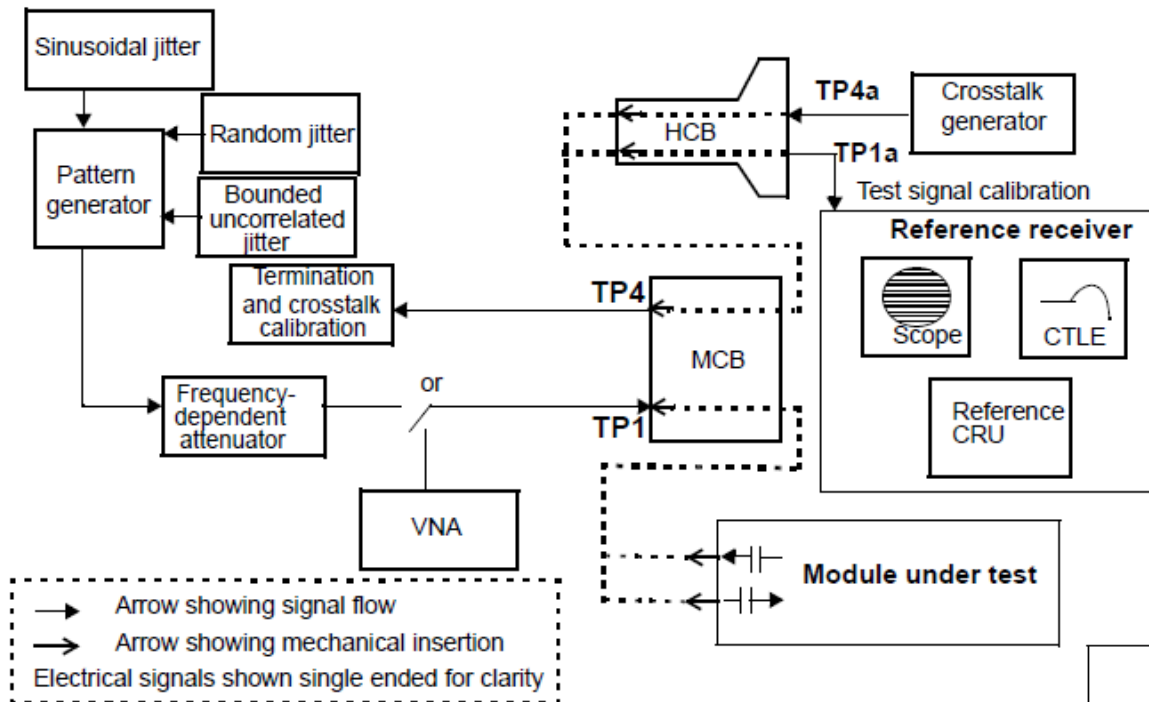 Sinusoidal jitter
Random jitter
Pattern
generator
Bounded
uncorrelated
jitter
Termination
and crosstalk
calibration
Frequency-
dependent
attenuator
or
VNA
HCB
TP4a
TP1a
Crosstalk
generator
Test signal calibration
Reference receiver
Scope
CTLE
Reference
CRU
TP4
MCB
TP1
Module under test
Arrow showing signal flow
Arrow showing mechanical insertion
Electrical signals shown single ended for clarity